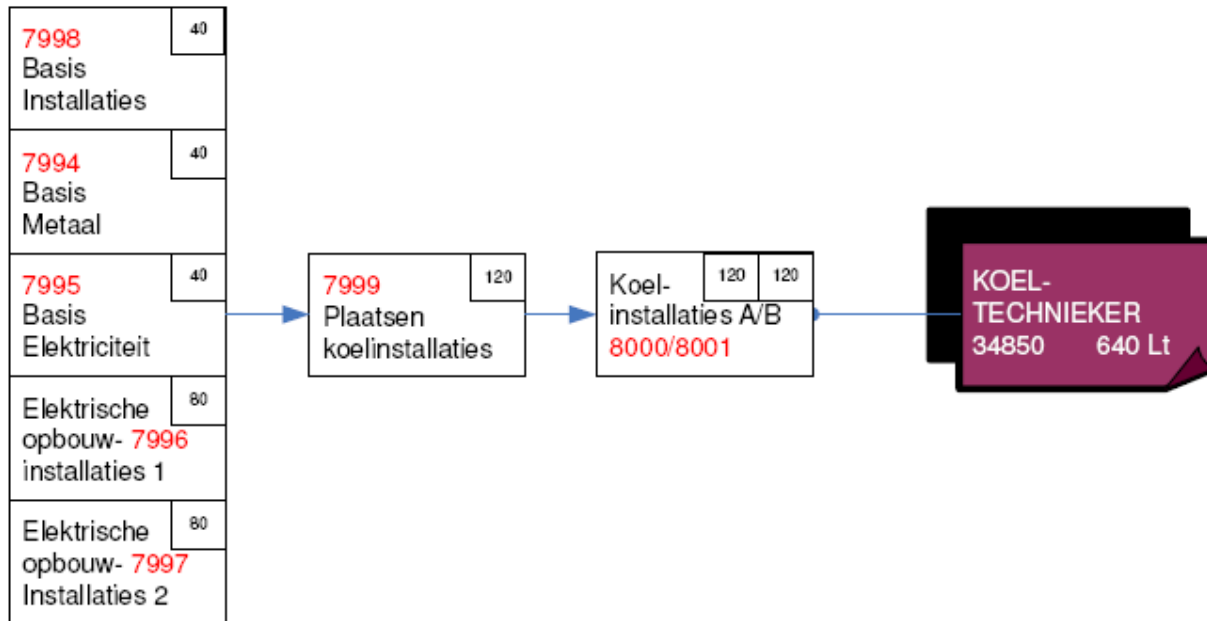 7998 40
Basis
Installaties
7994 40
Basis
Metaal
7995 40
Basis
Elektriciteit
Elektrische 80
opbouw- 7996
installaties 1
Elektrische 80
opbouw- 7997
Installaties 2
7999 120
Plaatsen
koelinstallaties
Koel- 120 120
installaties A/B
8000/8001
KOEL-
TECHNIEKER
34850 640 Lt